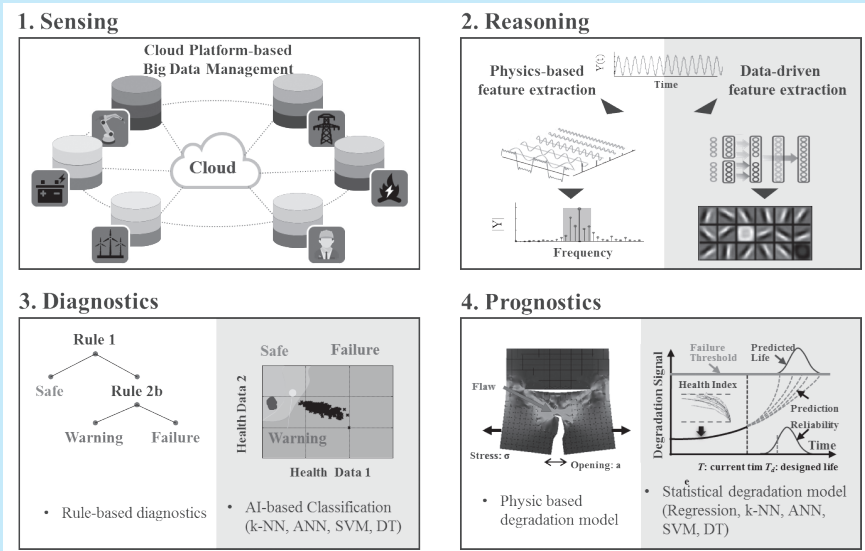 1. Sensing
Cloud Platform-based
Big Data Management
Cloud
2. Reasoning
Physics-based
feature extraction
Y(t)
Time
Data-driven
feature extraction
|Y|
Frequency
3. Diagnostics
Rule 1
Safe
Rule 2b
Warning
Failure
• Rule-based diagnostics
Safe
Failure
Health Data 2
Warning
Health Data 1
• AI-based Classification
(k-NN, ANN, SVM, DT)
4. Prognostics
Flaw
Stress: σ
Opening: a
• Physic based
degradation model
Degradation Signal
Failure
Threshold
Predicted
Life
Health Index
Prediction
Reliability
Time
T: current tim
e
T_d: designed life
• Statistical degradation model
(Regression, k-NN, ANN,
SVM, DT)